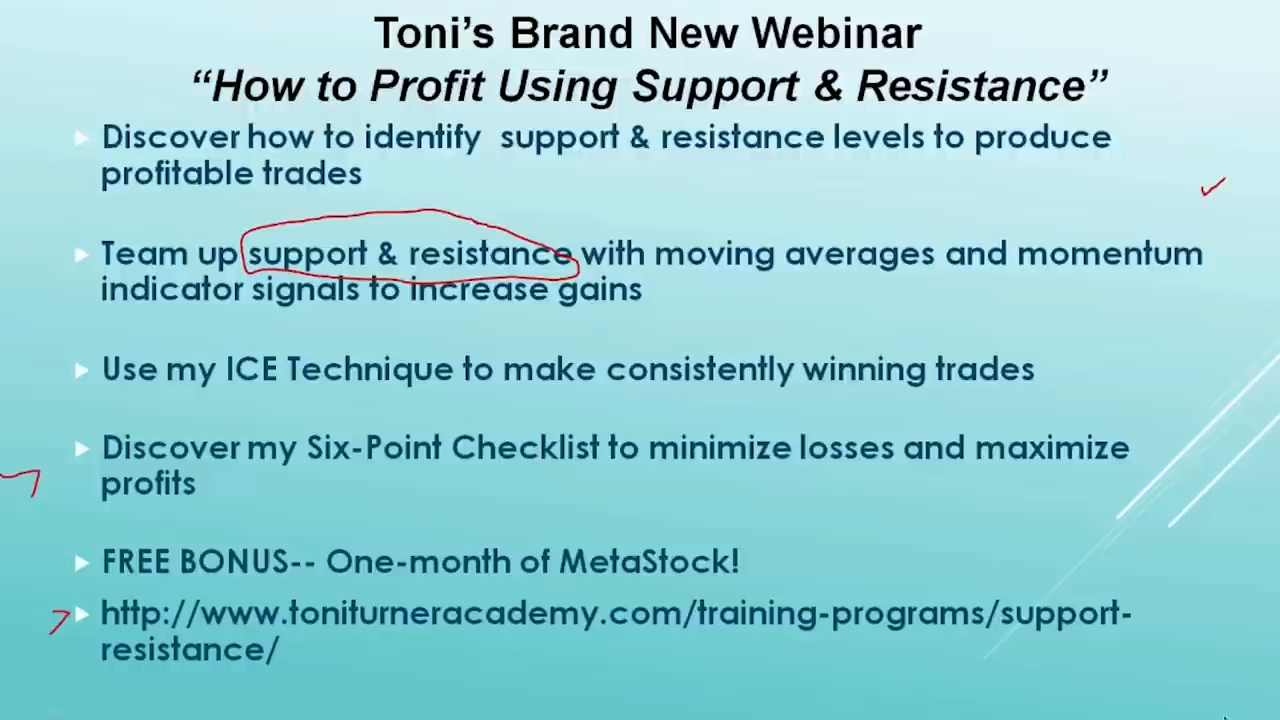 Toni's Brand New Webinar
“How to Profit Using Support & Resistance”
Discover how to identify support & resistance levels to produce
profitable trades
Team up support & resistance with moving averages and momentum
indicator signals to increase gains
Use my ICE Technique to make consistently winning trades
Discover my Six-Point Checklist to minimize losses and maximize
profits
FREE BONUS-- One-month of MetaStock!
http://www.toniturneracademy.com/training-programs/support-
resistance/